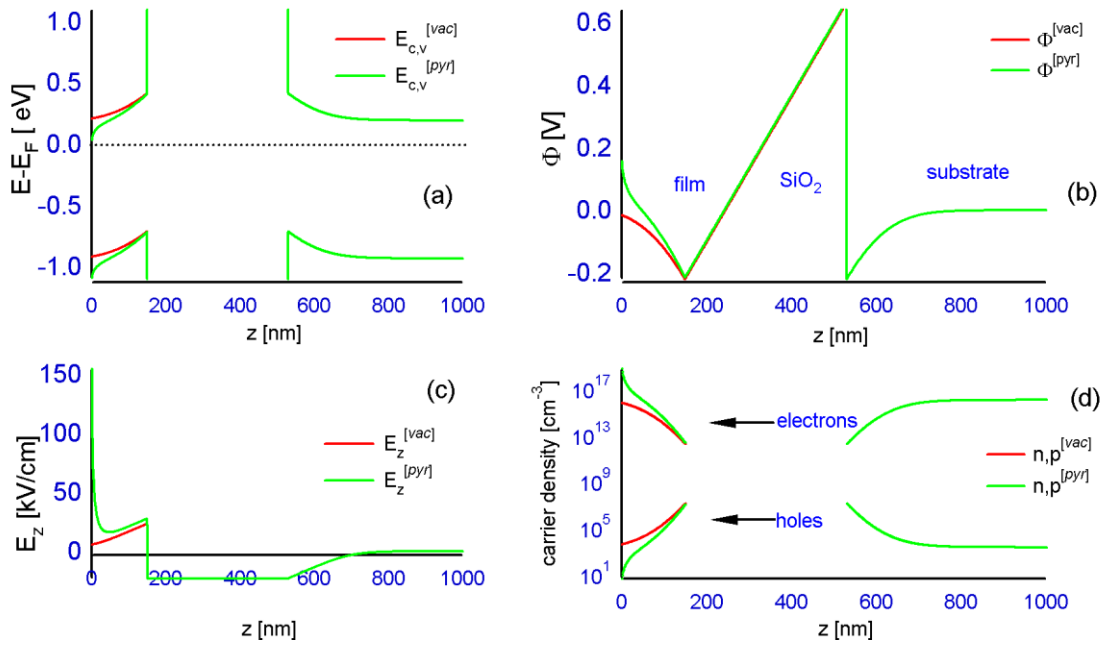 1.0
0.5
0.0
-0.5
-1.0
E-E_F [ eV]
E_{c,v}^{[vac]}
E_{c,v}^{[pyr]}
(a)
0 200 400 600 800 1000
z [nm]
0.6
0.4
0.2
0.0
-0.2
Φ [V]
Φ^{[vac]}
Φ^{[pyr]}
film
SiO_2
substrate
(b)
0 200 400 600 800 1000
z [nm]
150
100
50
0
E_z [kV/cm]
(c)
E_z^{[vac]}
E_z^{[pyr]}
0 200 400 600 800 1000
z [nm]
10^{17}
10^{13}
10^9
10^5
10^1
carrier density [cm^{-3}]
electrons
(d)
n,p^{[vac]}
n,p^{[pyr]}
holes
0 200 400 600 800 1000
z [nm]